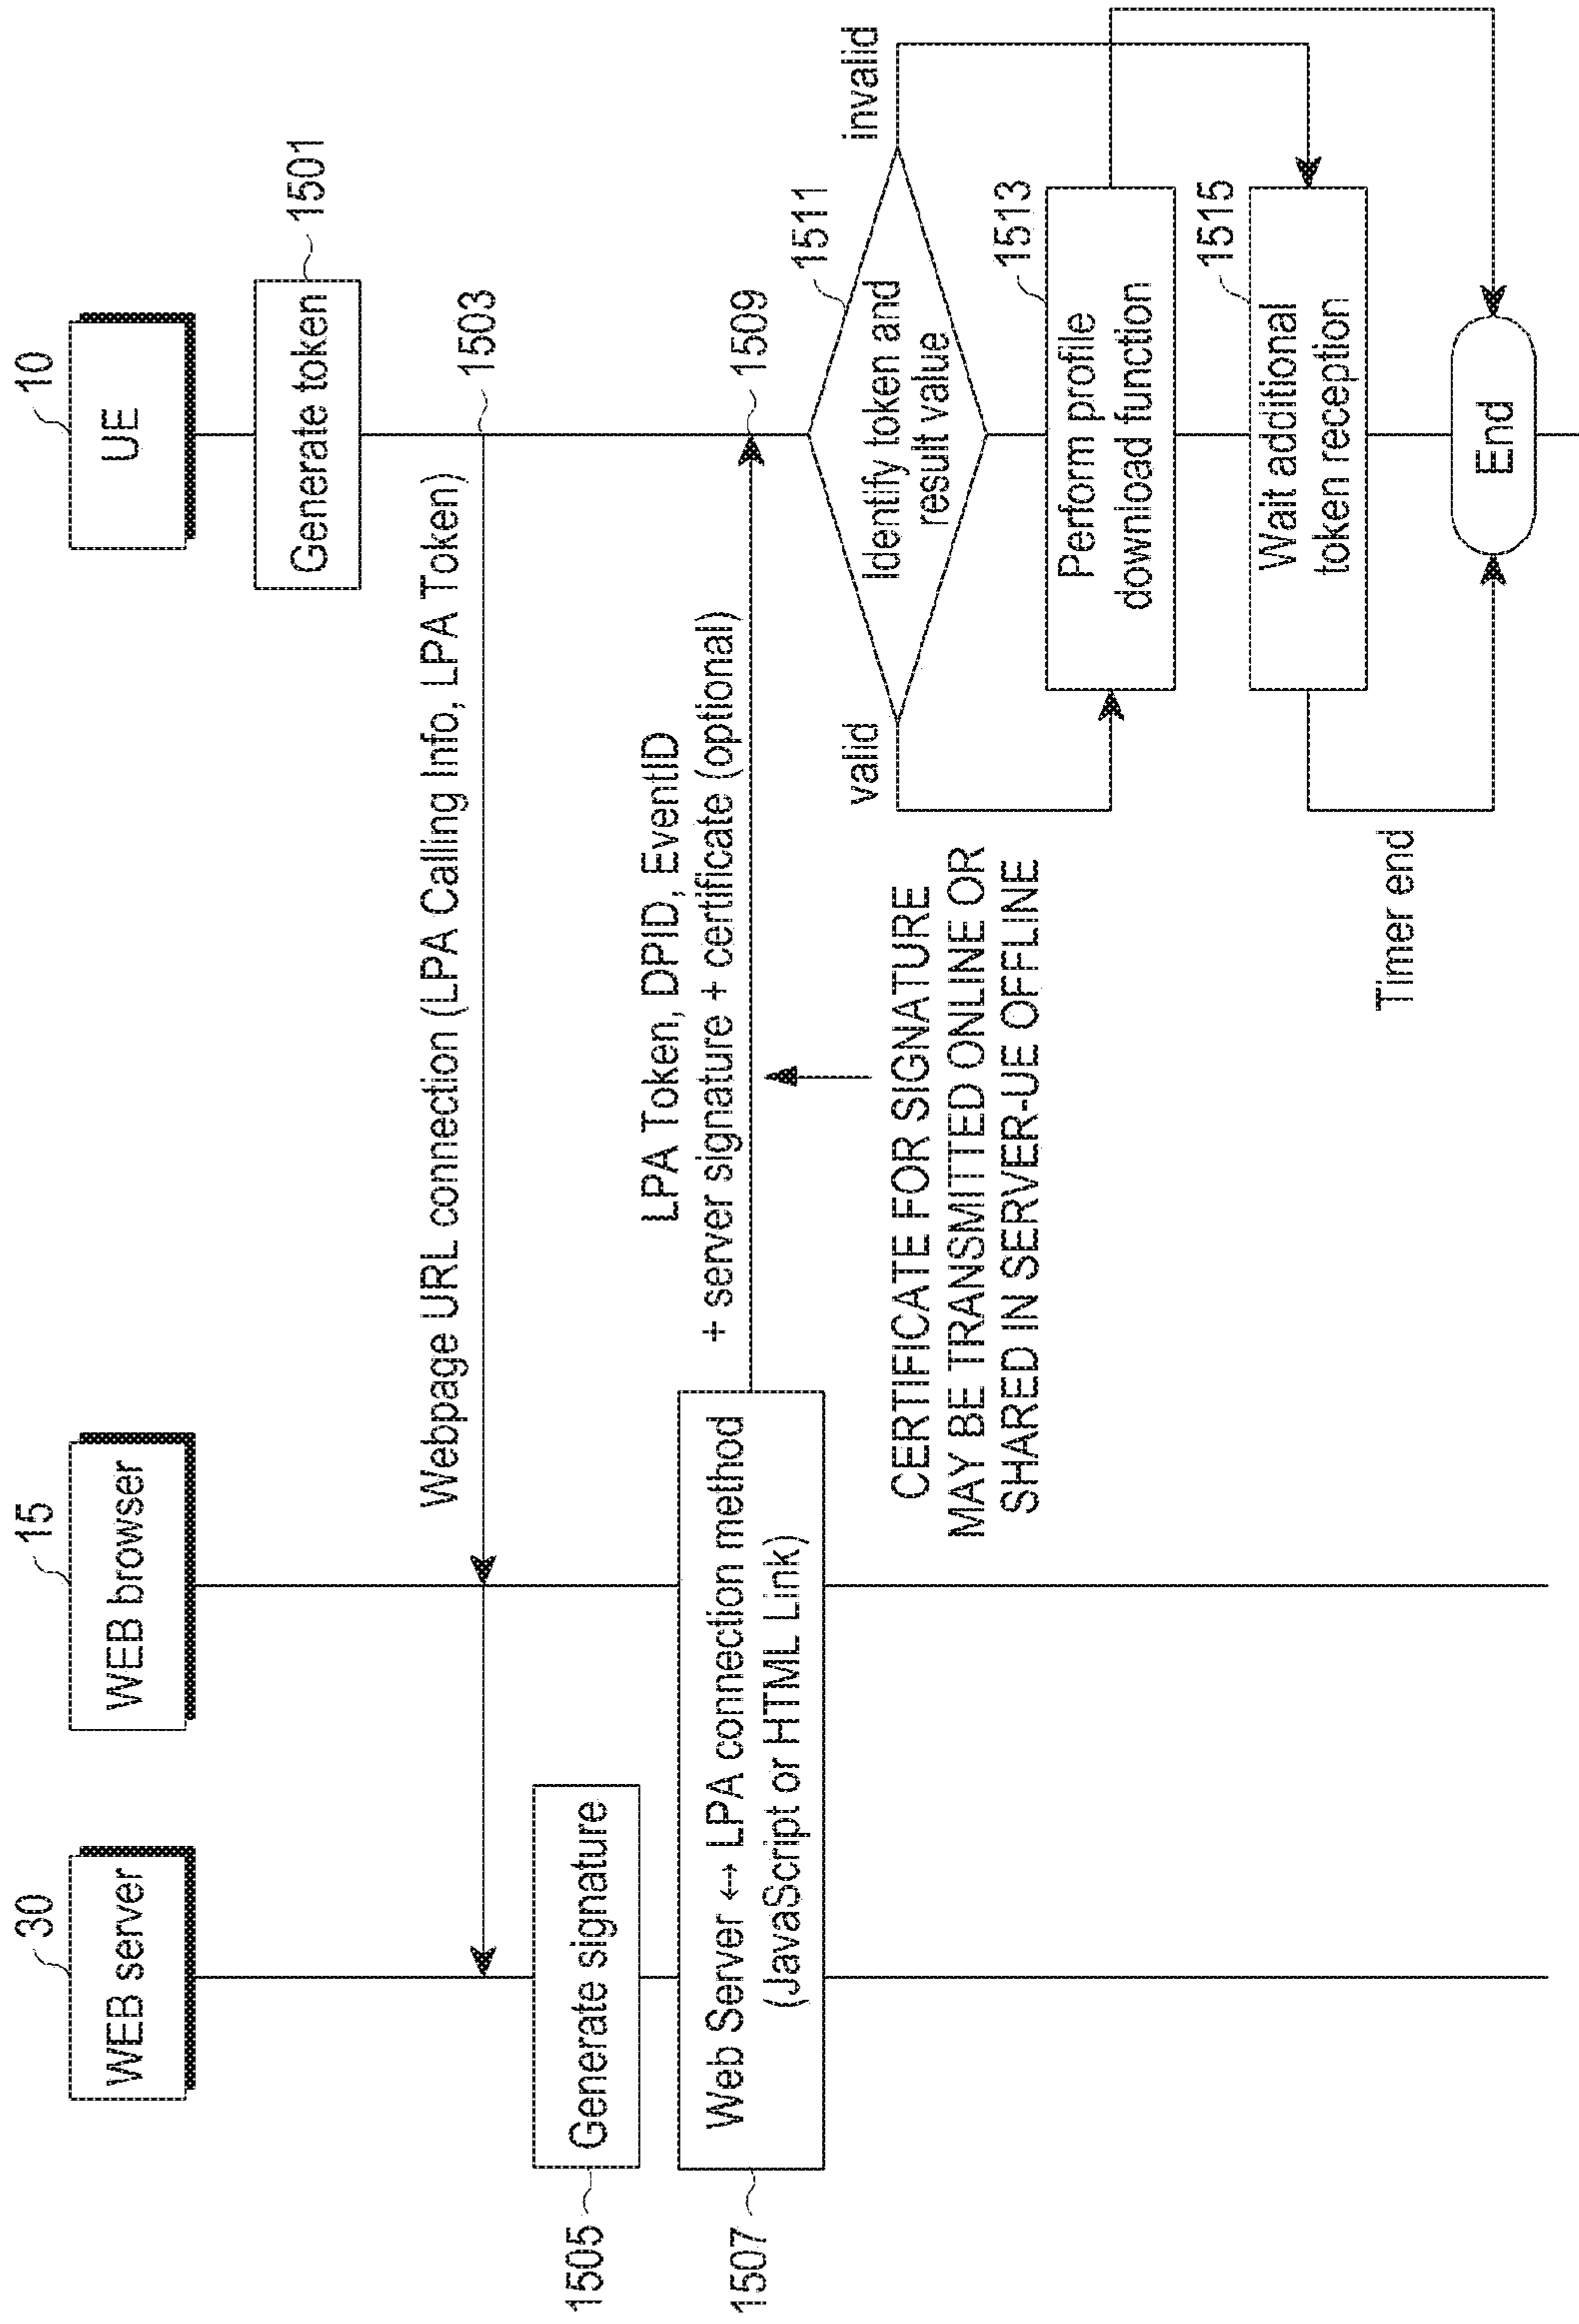 30
WEB server
15
WEB browser
10
UE
Generate token
1501
Webpage URL connection (LPA Calling Info, LPA Token)
1503
1505
Generate signature
1507
Web Server ↔ LPA connection method
(JavaScript or HTML Link)
LPA Token, DPID, EventID
+ server signature + certificate (optional)
1509
CERTIFICATE FOR SIGNATURE
MAY BE TRANSMITTED ONLINE OR
SHARED IN SERVER-UE OFFLINE
valid
Identify token and
result value
1511
invalid
Perform profile
download function
1513
Wait additional
token reception
1515
Timer end
End